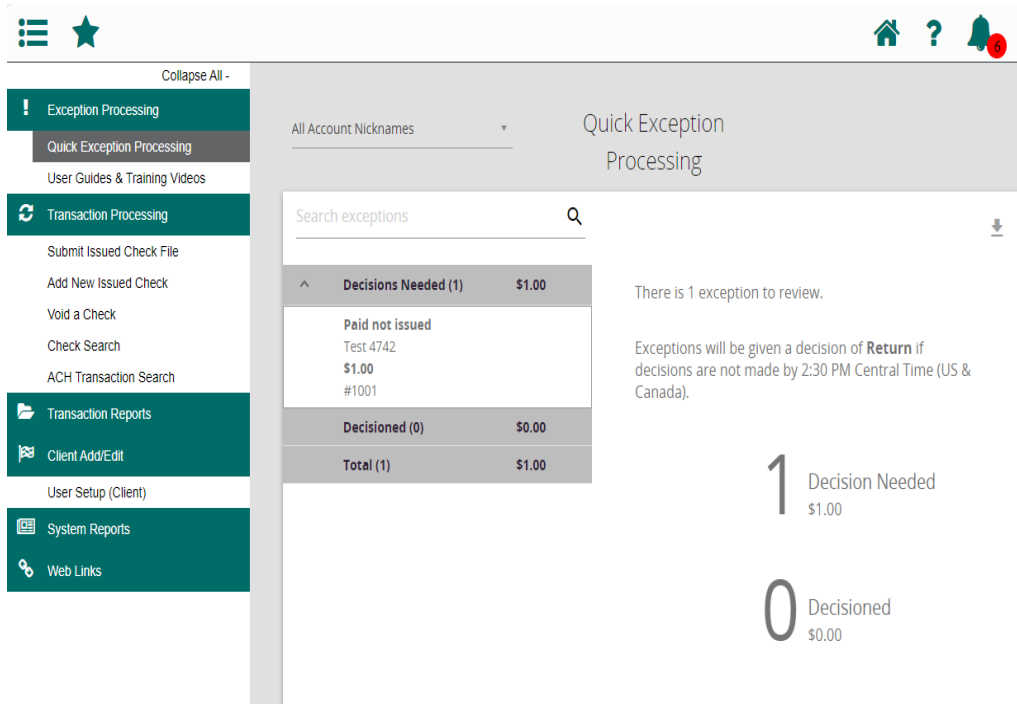 ?
6
Collapse All -
! Exception Processing
Quick Exception Processing
User Guides & Training Videos
Transaction Processing
Submit Issued Check File
Add New Issued Check
Void a Check
Check Search
ACH Transaction Search
Transaction Reports
Client Add/Edit
User Setup (Client)
System Reports
Web Links
All Account Nicknames
Quick Exception
Processing
Search exceptions
Decisions Needed (1) $1.00
Paid not issued
Test 4742
$1.00
#1001
Decisioned (0) $0.00
Total (1) $1.00
There is 1 exception to review.
Exceptions will be given a decision of Return if
decisions are not made by 2:30 PM Central Time (US &
Canada).
1 Decision Needed
$1.00
0 Decisioned
$0.00